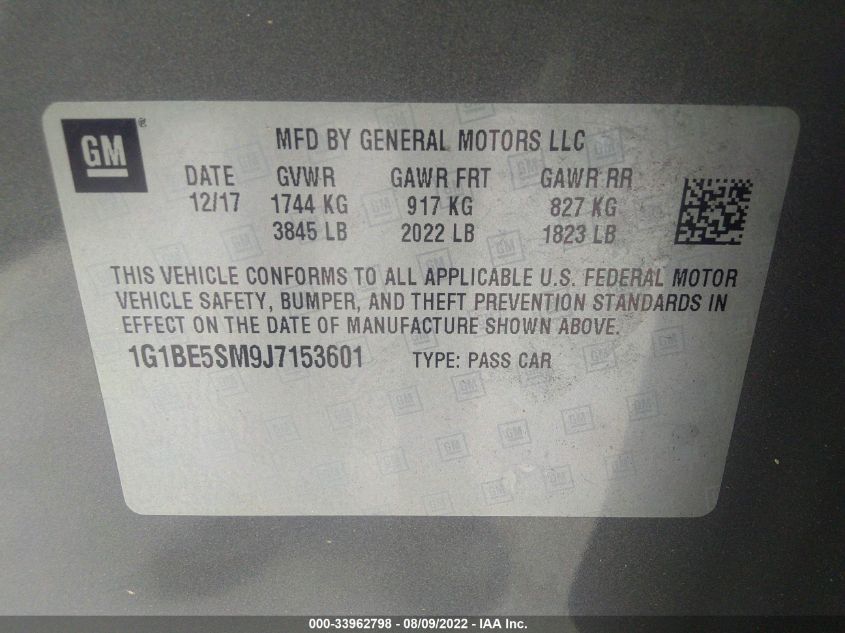 GM®
MFD BY GENERAL MOTORS LLC
DATE GVWR GAWR FRT GAWR RR
12/17 1744 KG 917 KG 827 KG
3845 LB 2022 LB 1823 LB
THIS VEHICLE CONFORMS TO ALL APPLICABLE U.S. FEDERAL MOTOR
VEHICLE SAFETY, BUMPER, AND THEFT PREVENTION STANDARDS IN
EFFECT ON THE DATE OF MANUFACTURE SHOWN ABOVE.
1G1BE5SM9J7153601 TYPE: PASS CAR
000-33962798 - 08/09/2022 - IAA Inc.